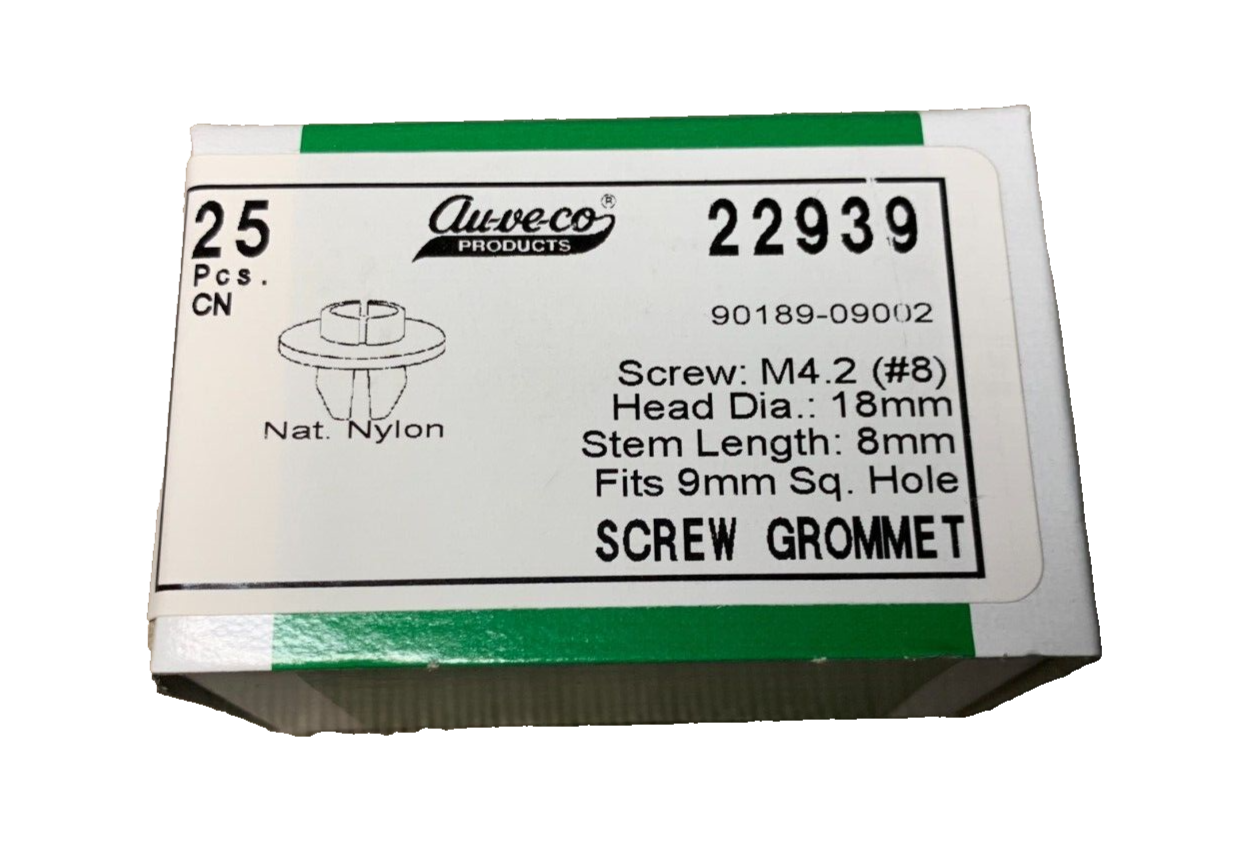 25
Pcs.
CN
au-ve-co®
PRODUCTS
22939
90189-09002
Nat. Nylon
Screw: M4.2 (#8)
Head Dia.: 18mm
Stem Length: 8mm
Fits 9mm Sq. Hole
SCREW GROMMET